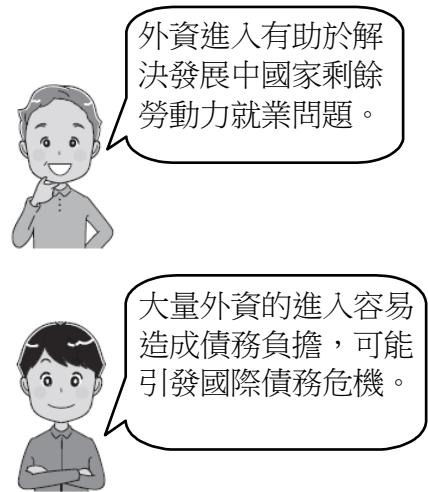 外資進入有助於解
決發展中國家剩餘
勞動力就業問題。
大量外資的進入容易
造成債務負擔，可能
引發國際債務危機。